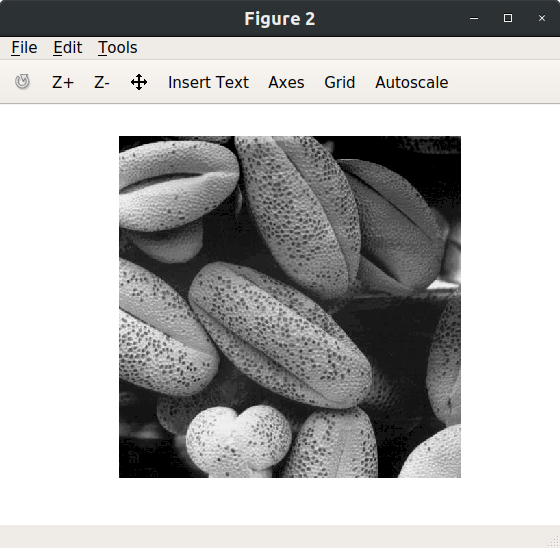 Figure 2
File Edit Tools
Z+ Z- Insert Text Axes Grid Autoscale